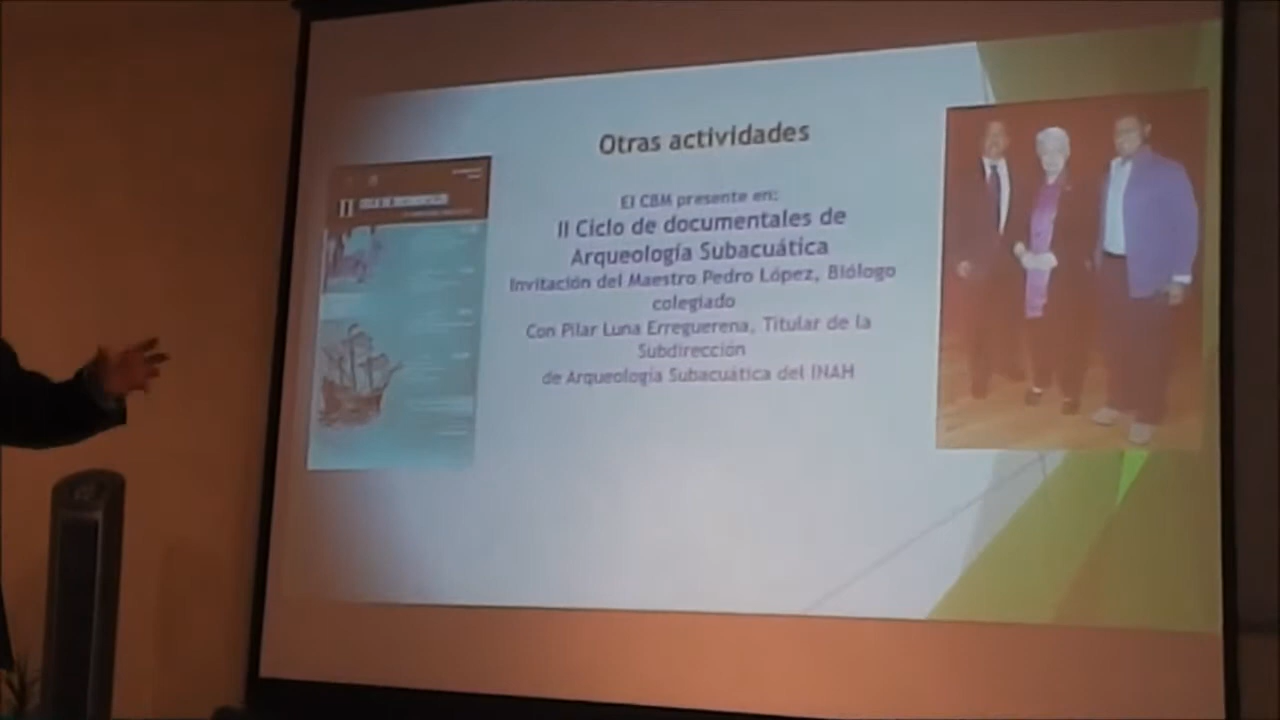 Otras actividades
El CBM presente en:
II Ciclo de documentales de
Arqueología Subacuática
Invitación del Maestro Pedro López, Biólogo
colegiado
Con Pilar Luna Erreguerena, Titular de la
Subdirección
de Arqueología Subacuática del INAH
II